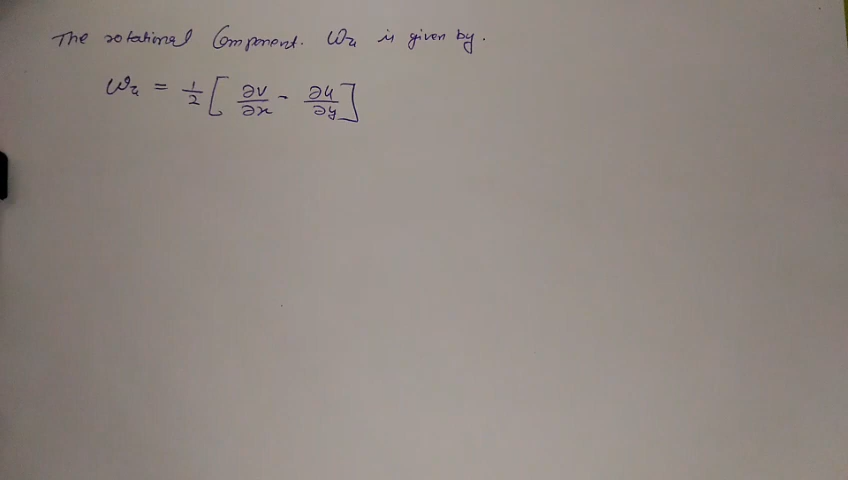 The rotational Component. ωz is given by.
ωz = 1/2 [ ∂v/∂x - ∂u/∂y ]